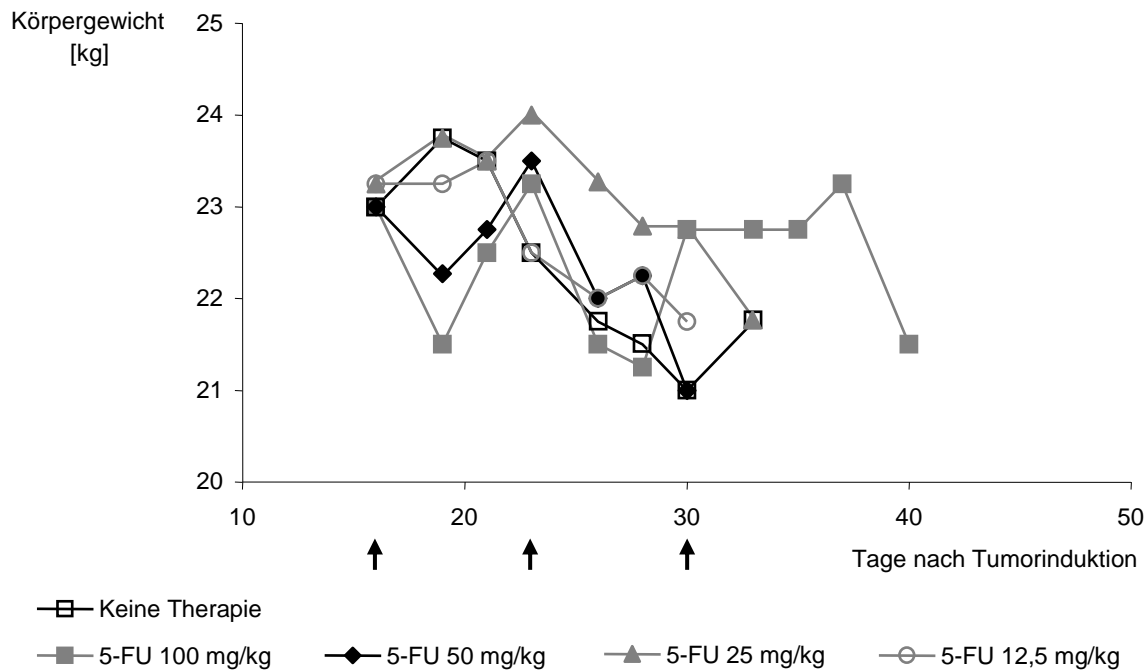 Körpergewicht
[kg]
25
24
23
22
21
20
10 20 30 40 50
Tage nach Tumorinduktion
Keine Therapie
5-FU 100 mg/kg 5-FU 50 mg/kg 5-FU 25 mg/kg 5-FU 12,5 mg/kg